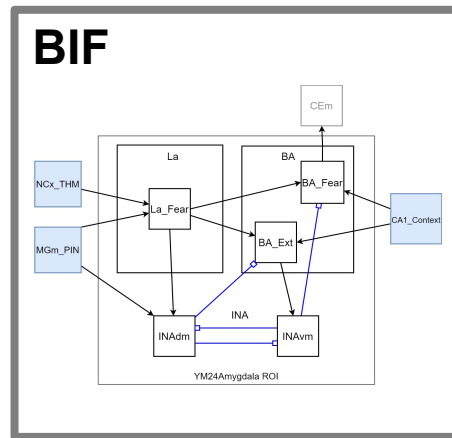 BIF
CEm
La
BA
NCx_THM
BA_Fear
La_Fear
CA1_Context
MGm_PIN
BA_Ext
INA
INAdm
INAvm
YM24Amygdala ROI